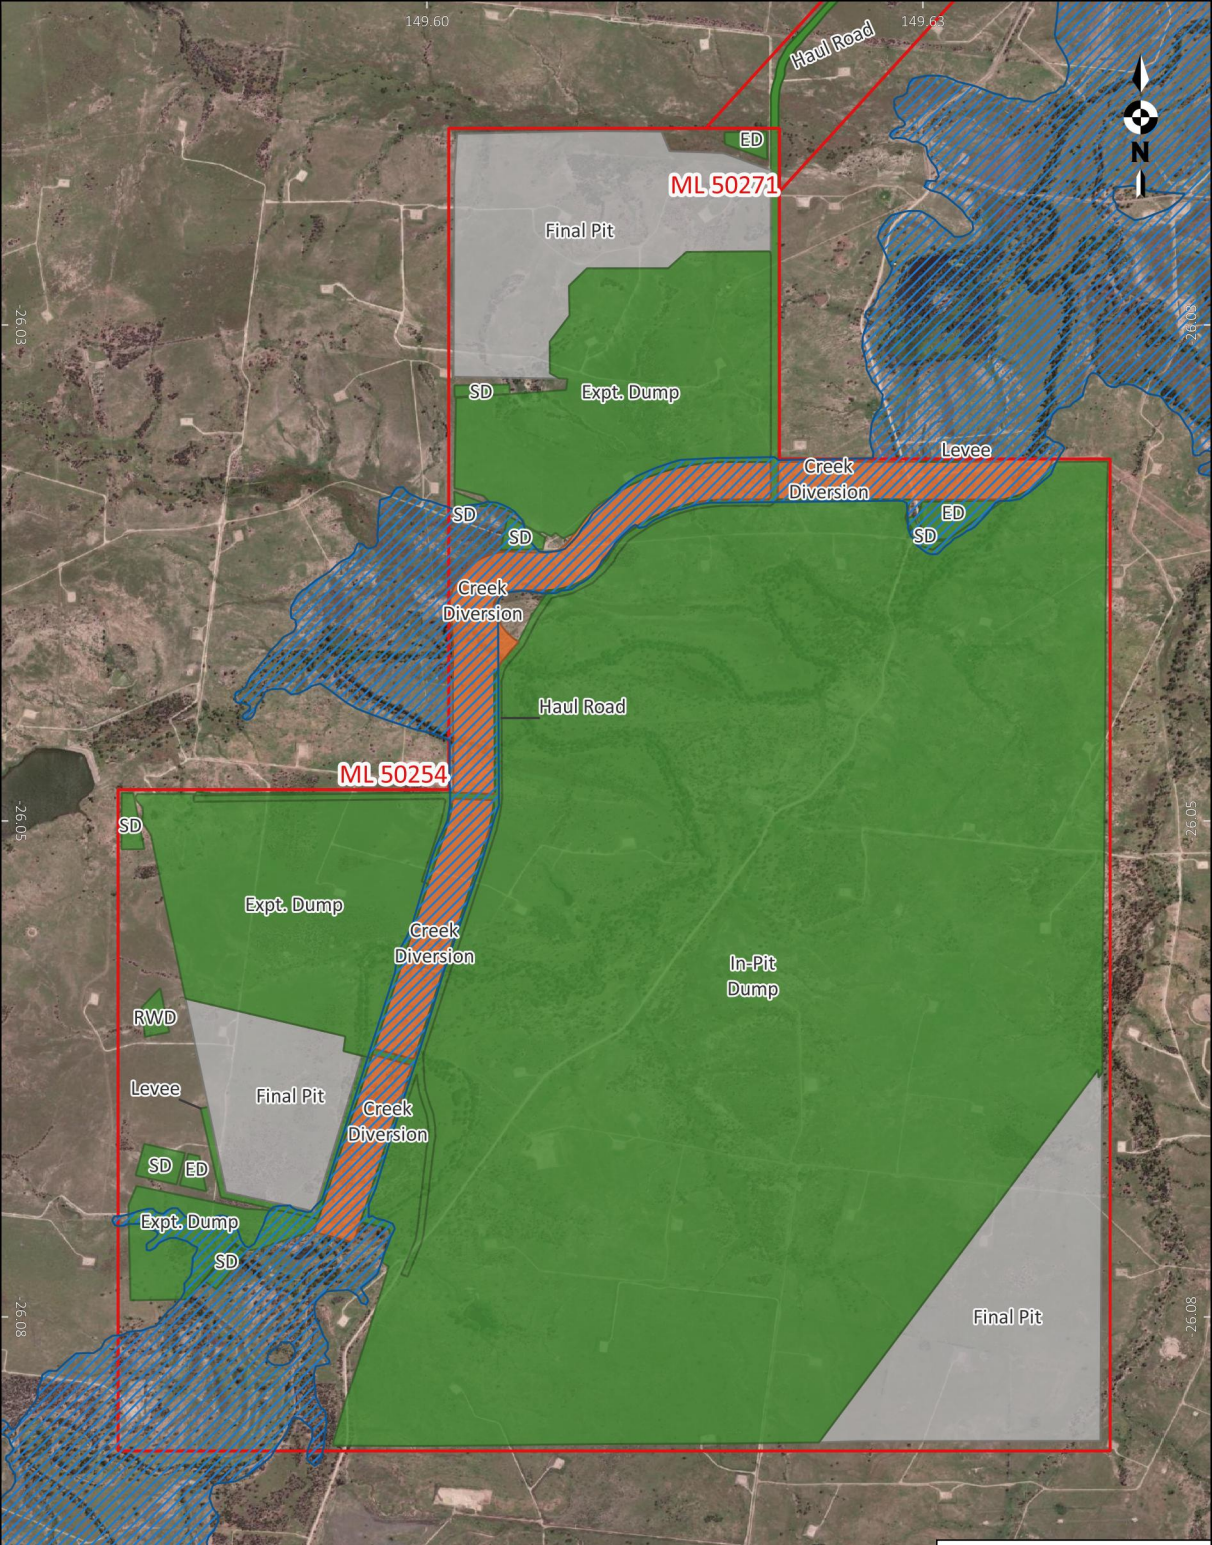 149.60
149.63
Haul Road
N
ED
ML 50271
Final Pit
-26.03
-26.03
SD
Expt. Dump
Levee
Creek
Diversion
SD
ED
SD
SD
Creek
Diversion
Haul Road
ML 50254
SD
-26.05
-26.05
Expt. Dump
Creek
Diversion
In-Pit
Dump
RWD
Levee
Final Pit
Creek
Diversion
SD
ED
Expt. Dump
SD
-26.08
-26.08
Final Pit